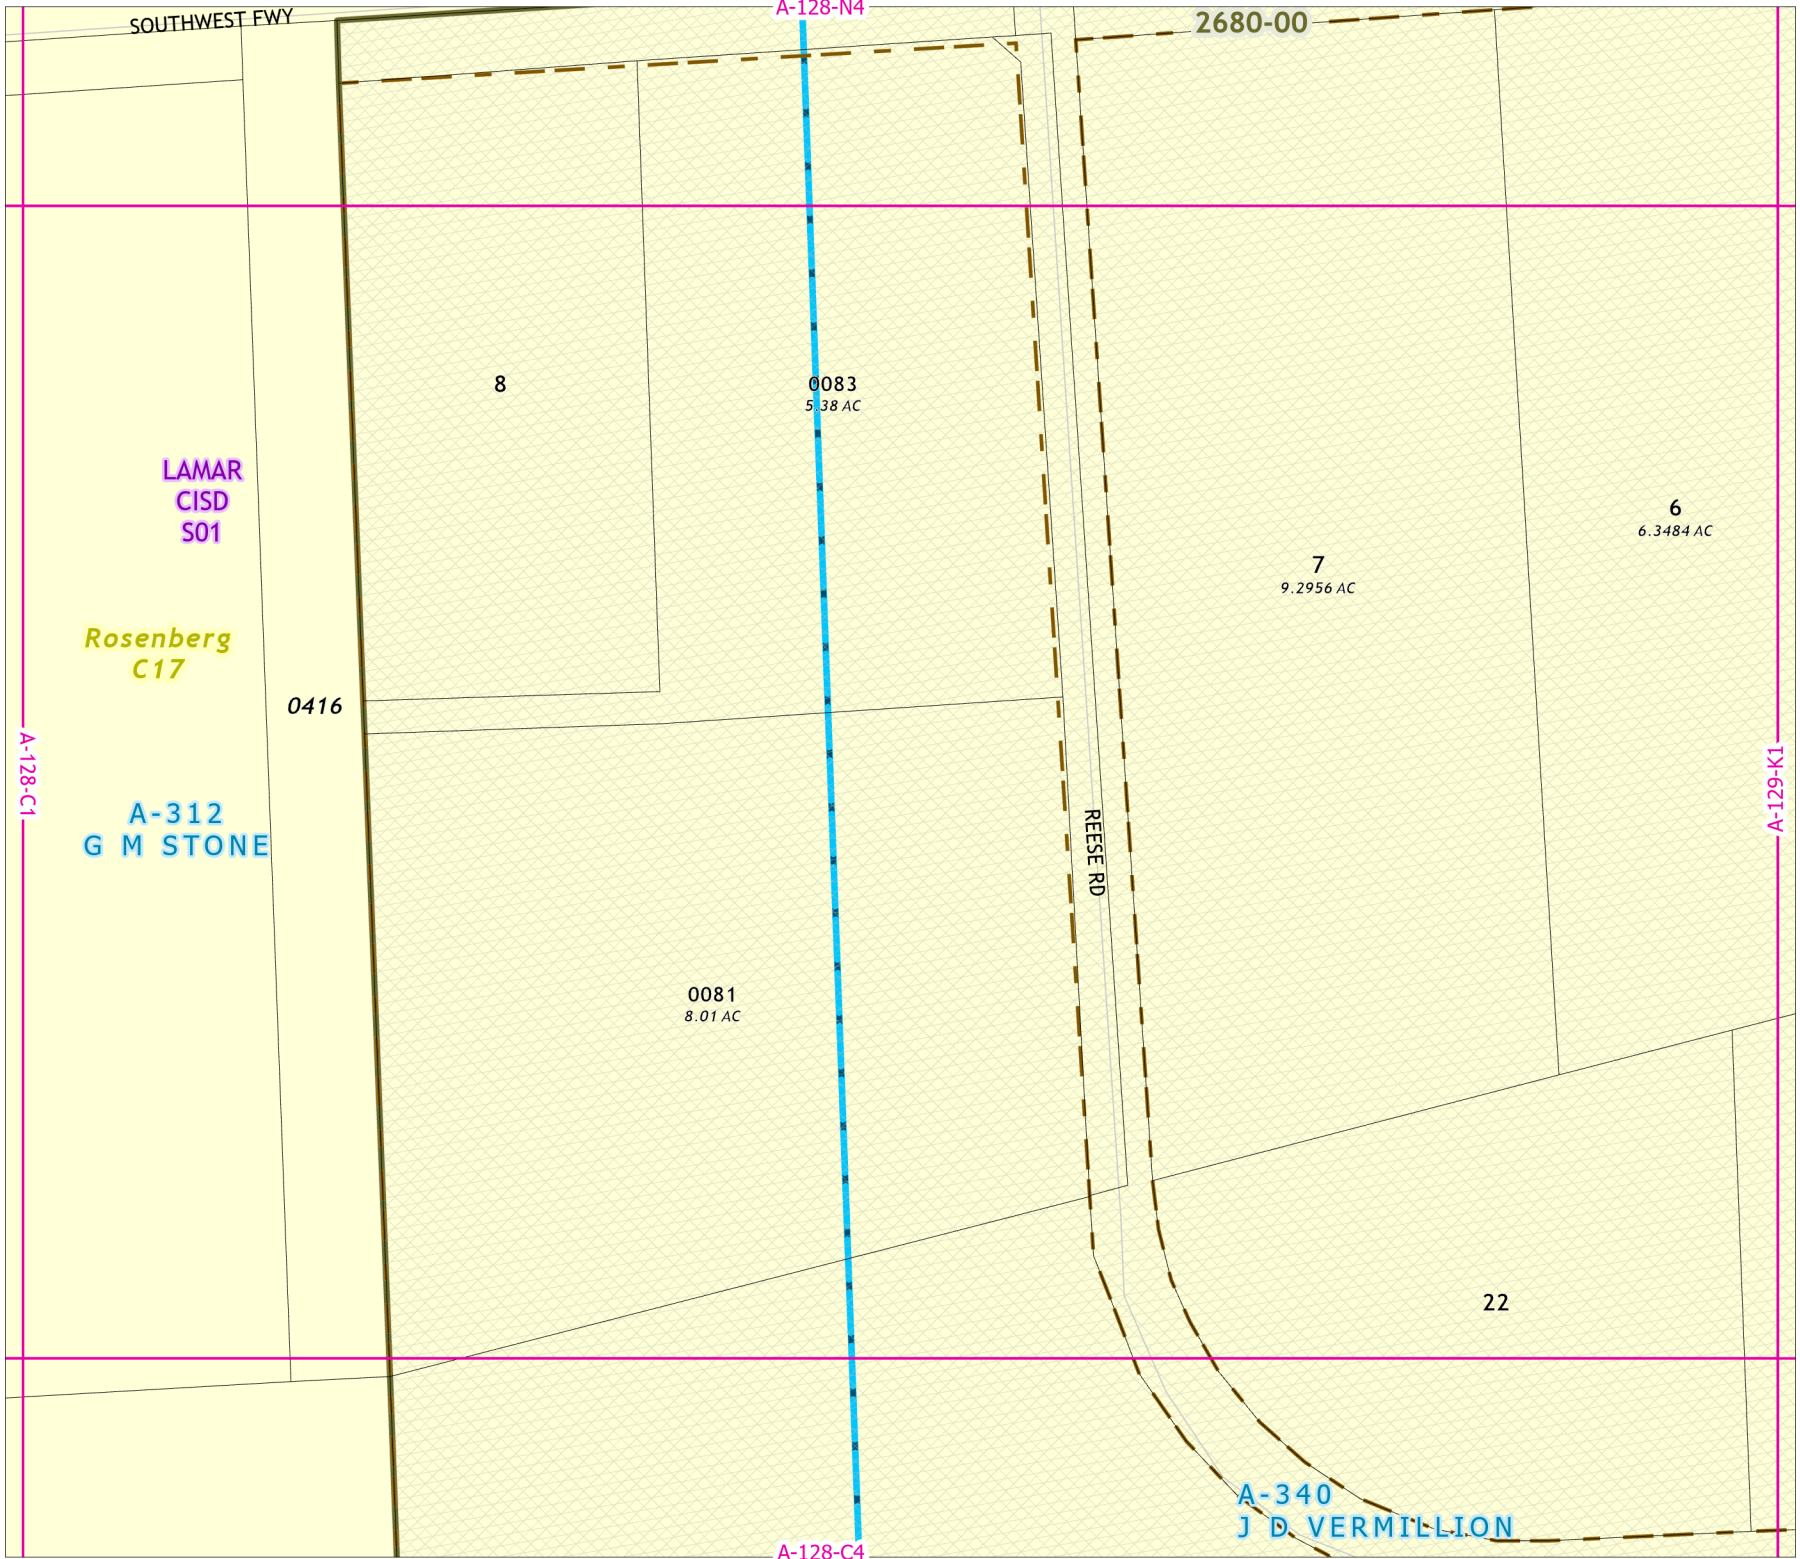 A-128-N4
SOUTHWEST FWY
2680-00
8
0083
5.38 AC
LAMAR
CISD
S01
6
6.3484 AC
7
9.2956 AC
Rosenberg
C17
0416
A-128-C1
A-129-K1
A-312
G M STONE
REESE RD
0081
8.01 AC
22
A-340
J D VERMILLION
A-128-C4